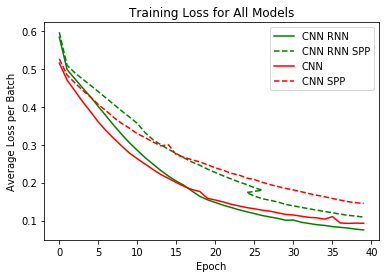 Training Loss for All Models
Average Loss per Batch
0.6
0.5
0.4
0.3
0.2
0.1
CNN RNN
CNN RNN SPP
CNN
CNN SPP
0 5 10 15 20 25 30 35 40
Epoch